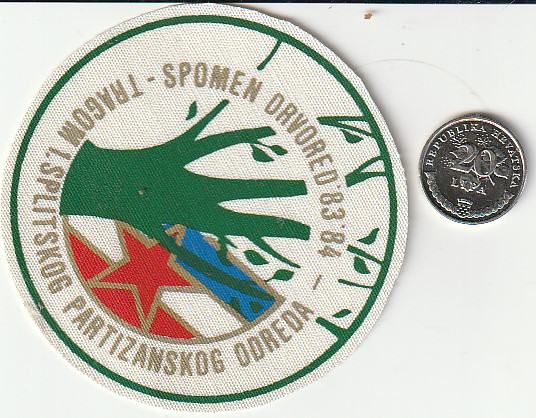 SPOMEN DRVORED '83 '84 -
TRAGOM I. SPLITSKOG PARTIZANSKOG ODREDA -
REPUBLIKA HRVATSKA
20
LIPA